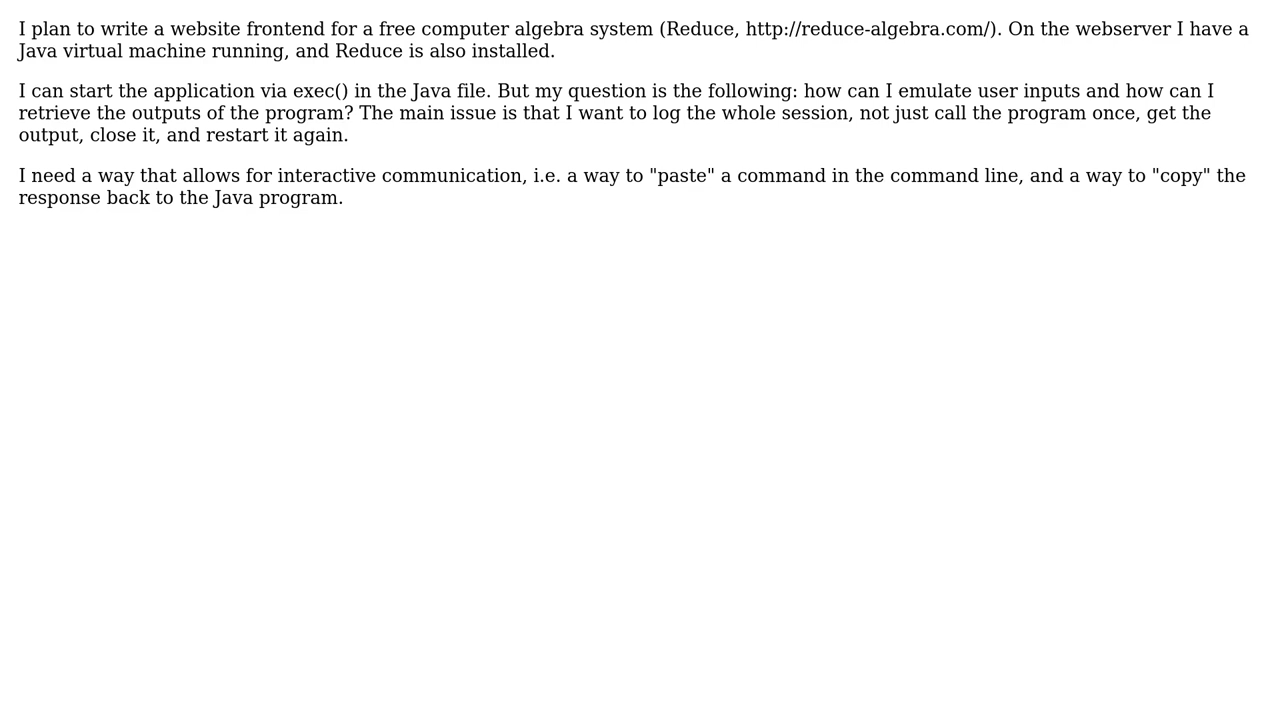 I plan to write a website frontend for a free computer algebra system (Reduce, http://reduce-algebra.com/). On the webserver I have a
Java virtual machine running, and Reduce is also installed.
I can start the application via exec() in the Java file. But my question is the following: how can I emulate user inputs and how can I
retrieve the outputs of the program? The main issue is that I want to log the whole session, not just call the program once, get the
output, close it, and restart it again.
I need a way that allows for interactive communication, i.e. a way to "paste" a command in the command line, and a way to "copy" the
response back to the Java program.